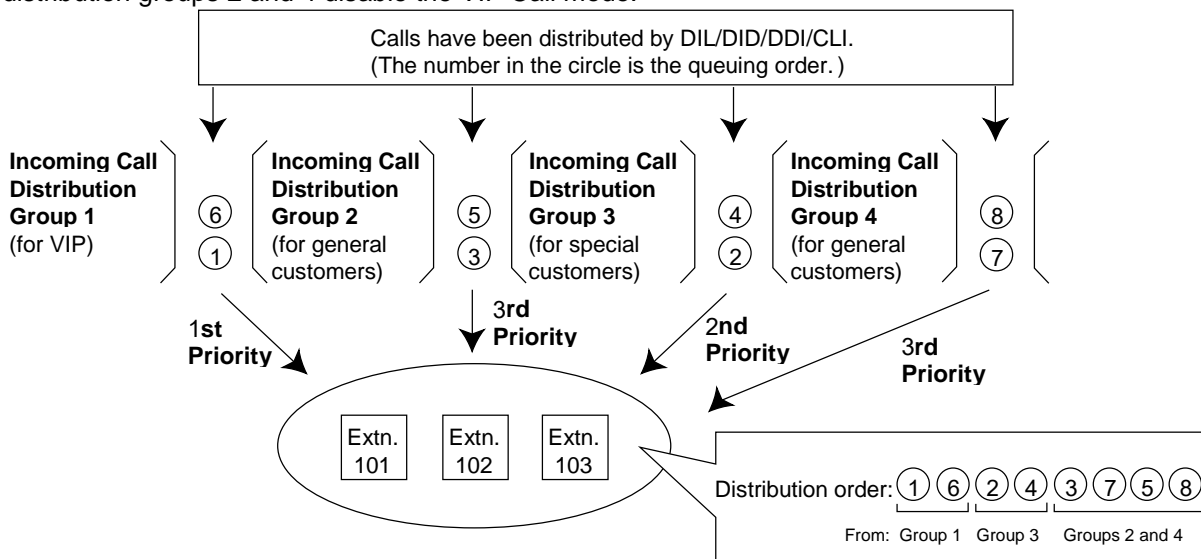 distribution groups 2 and 4 disable the VIP Call mode.
Calls have been distributed by DIL/DID/DDI/CLI.
(The number in the circle is the queuing order. )
Incoming Call
Distribution
Group 1
(for VIP)
6
1
Incoming Call
Distribution
Group 2
(for general
customers)
5
3
Incoming Call
Distribution
Group 3
(for special
customers)
4
2
Incoming Call
Distribution
Group 4
(for general
customers)
8
7
1st
Priority
3rd
Priority
2nd
Priority
3rd
Priority
Extn.
101
Extn.
102
Extn.
103
Distribution order: 1 6 2 4 3 7 5 8
From: Group 1 Group 3 Groups 2 and 4